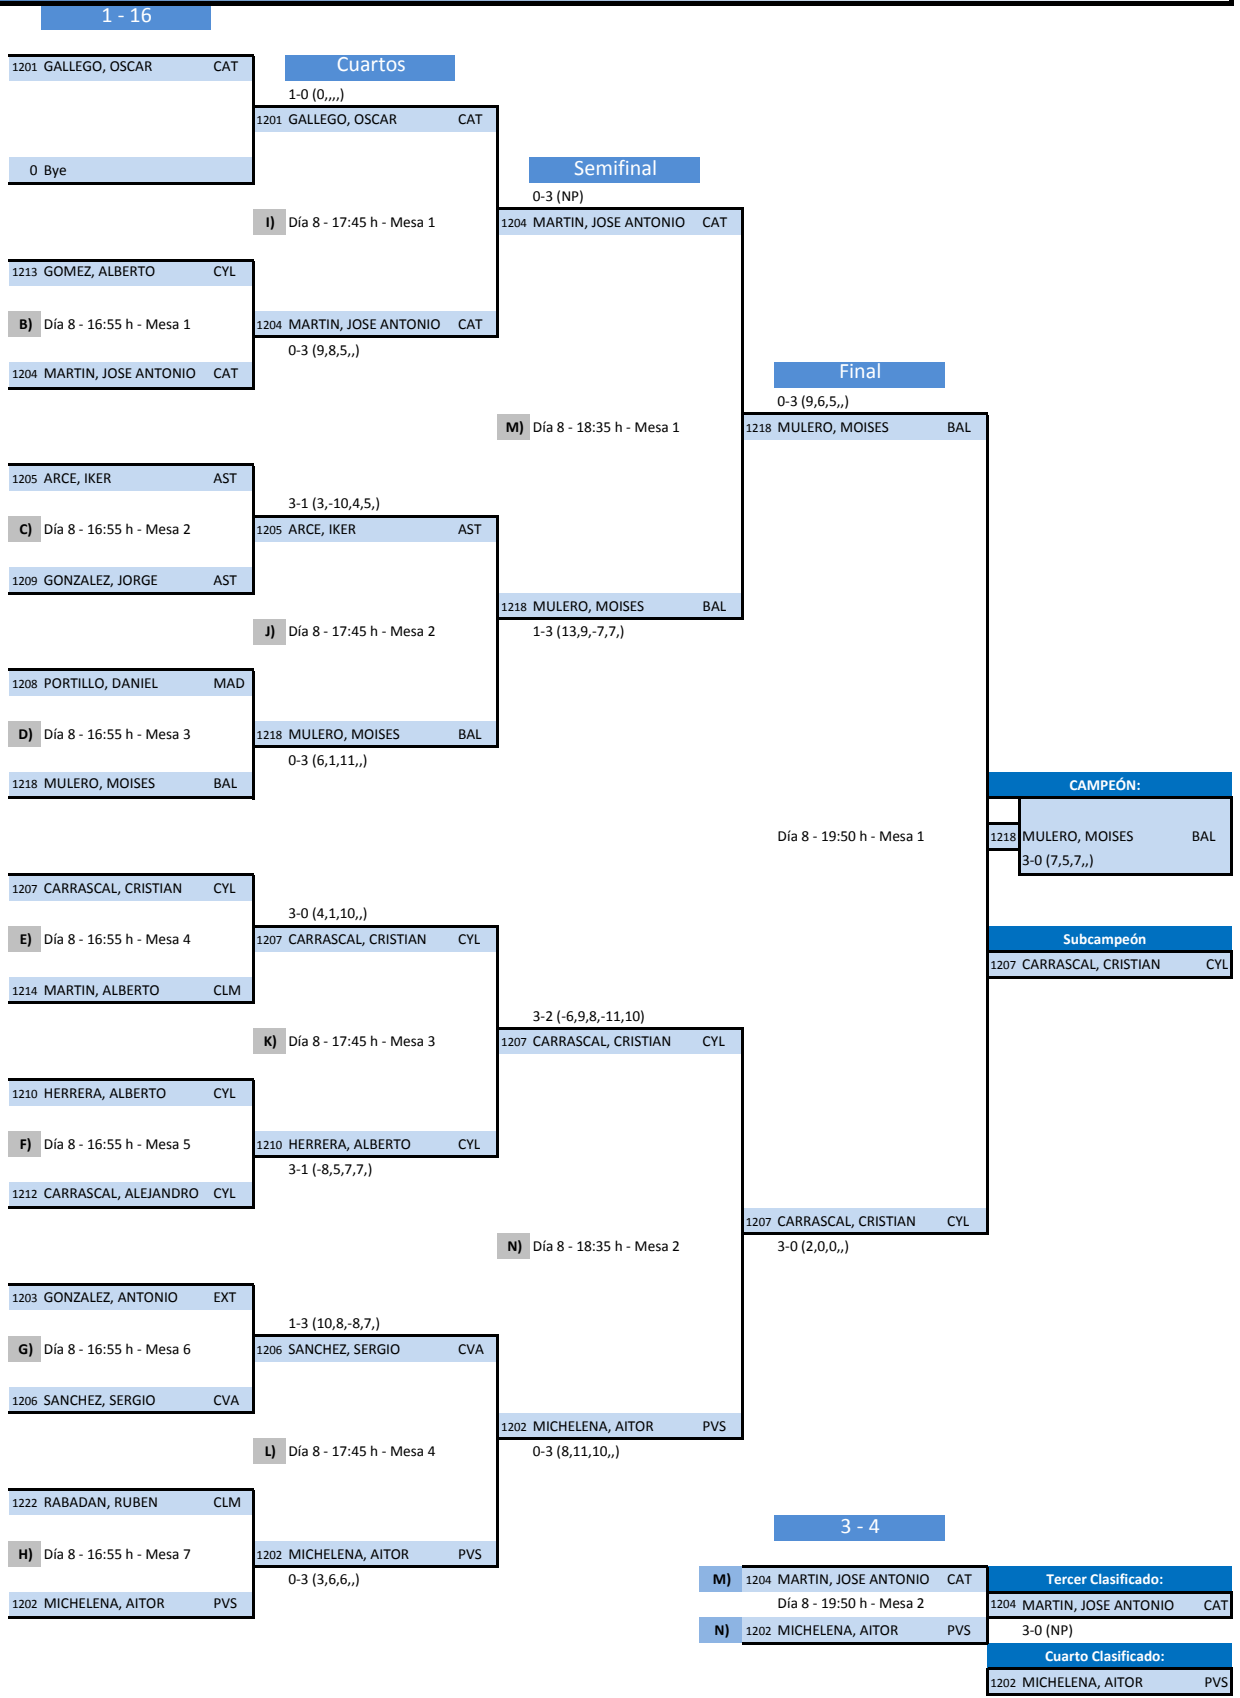 1 - 16
1201 GALLEGO, OSCAR CAT
Cuartos
1-0 (0,,,,)
1201 GALLEGO, OSCAR CAT
0 Bye
Semifinal
0-3 (NP)
I) Día 8 - 17:45 h - Mesa 1
1204 MARTIN, JOSE ANTONIO CAT
1213 GOMEZ, ALBERTO CYL
B) Día 8 - 16:55 h - Mesa 1
1204 MARTIN, JOSE ANTONIO CAT
0-3 (9,8,5,,)
1204 MARTIN, JOSE ANTONIO CAT
Final
0-3 (9,6,5,,)
M) Día 8 - 18:35 h - Mesa 1
1218 MULERO, MOISES BAL
1205 ARCE, IKER AST
3-1 (3,-10,4,5,)
C) Día 8 - 16:55 h - Mesa 2
1205 ARCE, IKER AST
1209 GONZALEZ, JORGE AST
1218 MULERO, MOISES BAL
J) Día 8 - 17:45 h - Mesa 2
1-3 (13,9,-7,7,)
1208 PORTILLO, DANIEL MAD
D) Día 8 - 16:55 h - Mesa 3
1218 MULERO, MOISES BAL
0-3 (6,1,11,,)
1218 MULERO, MOISES BAL
CAMPEÓN:
Día 8 - 19:50 h - Mesa 1
1218 MULERO, MOISES BAL
3-0 (7,5,7,,)
1207 CARRASCAL, CRISTIAN CYL
3-0 (4,1,10,,)
E) Día 8 - 16:55 h - Mesa 4
1207 CARRASCAL, CRISTIAN CYL
Subcampeón
1207 CARRASCAL, CRISTIAN CYL
1214 MARTIN, ALBERTO CLM
3-2 (-6,9,8,-11,10)
K) Día 8 - 17:45 h - Mesa 3
1207 CARRASCAL, CRISTIAN CYL
1210 HERRERA, ALBERTO CYL
F) Día 8 - 16:55 h - Mesa 5
1210 HERRERA, ALBERTO CYL
3-1 (-8,5,7,7,)
1212 CARRASCAL, ALEJANDRO CYL
1207 CARRASCAL, CRISTIAN CYL
N) Día 8 - 18:35 h - Mesa 2
3-0 (2,0,0,,)
1203 GONZALEZ, ANTONIO EXT
1-3 (10,8,-8,7,)
G) Día 8 - 16:55 h - Mesa 6
1206 SANCHEZ, SERGIO CVA
1206 SANCHEZ, SERGIO CVA
1202 MICHELENA, AITOR PVS
L) Día 8 - 17:45 h - Mesa 4
0-3 (8,11,10,,)
1222 RABADAN, RUBEN CLM
3 - 4
H) Día 8 - 16:55 h - Mesa 7
1202 MICHELENA, AITOR PVS
0-3 (3,6,6,,)
M) 1204 MARTIN, JOSE ANTONIO CAT
Tercer Clasificado:
1202 MICHELENA, AITOR PVS
Día 8 - 19:50 h - Mesa 2
1204 MARTIN, JOSE ANTONIO CAT
N) 1202 MICHELENA, AITOR PVS
3-0 (NP)
Cuarto Clasificado:
1202 MICHELENA, AITOR PVS